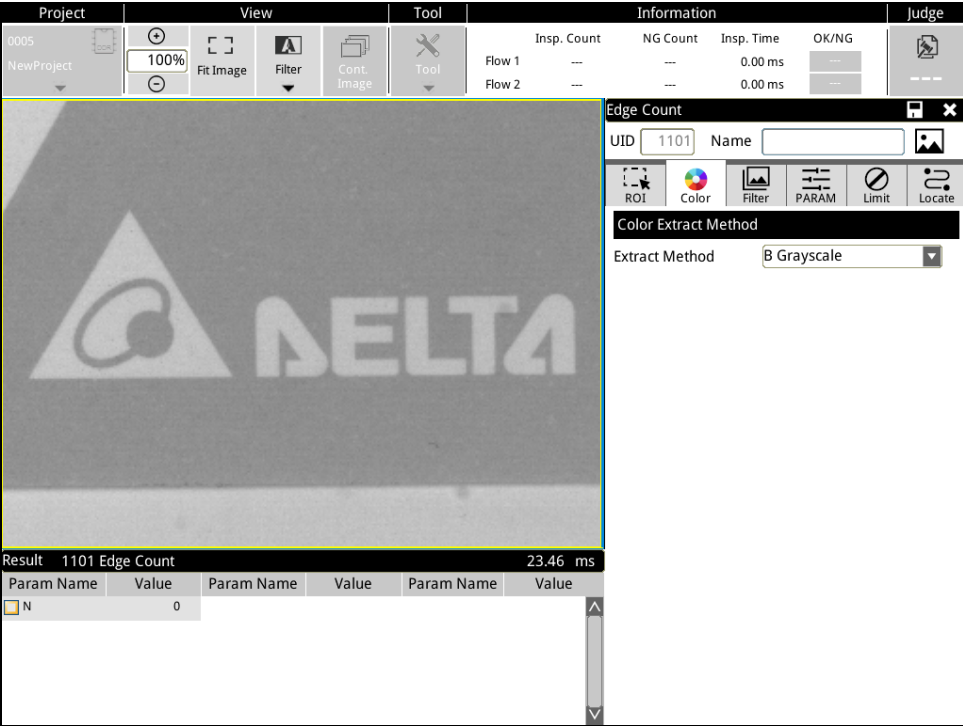 Project View Tool Information Judge
0005
NewProject
100%
Fit Image
Filter
Cont. Image
Tool
Insp. Count NG Count Insp. Time OK/NG
Flow 1 --- --- 0.00 ms ---
Flow 2 --- --- 0.00 ms ---
---
Edge Count
UID 1101 Name
ROI Color Filter PARAM Limit Locate
Color Extract Method
Extract Method B Grayscale
DELTA
Result 1101 Edge Count 23.46 ms
Param Name Value Param Name Value Param Name Value
N 0